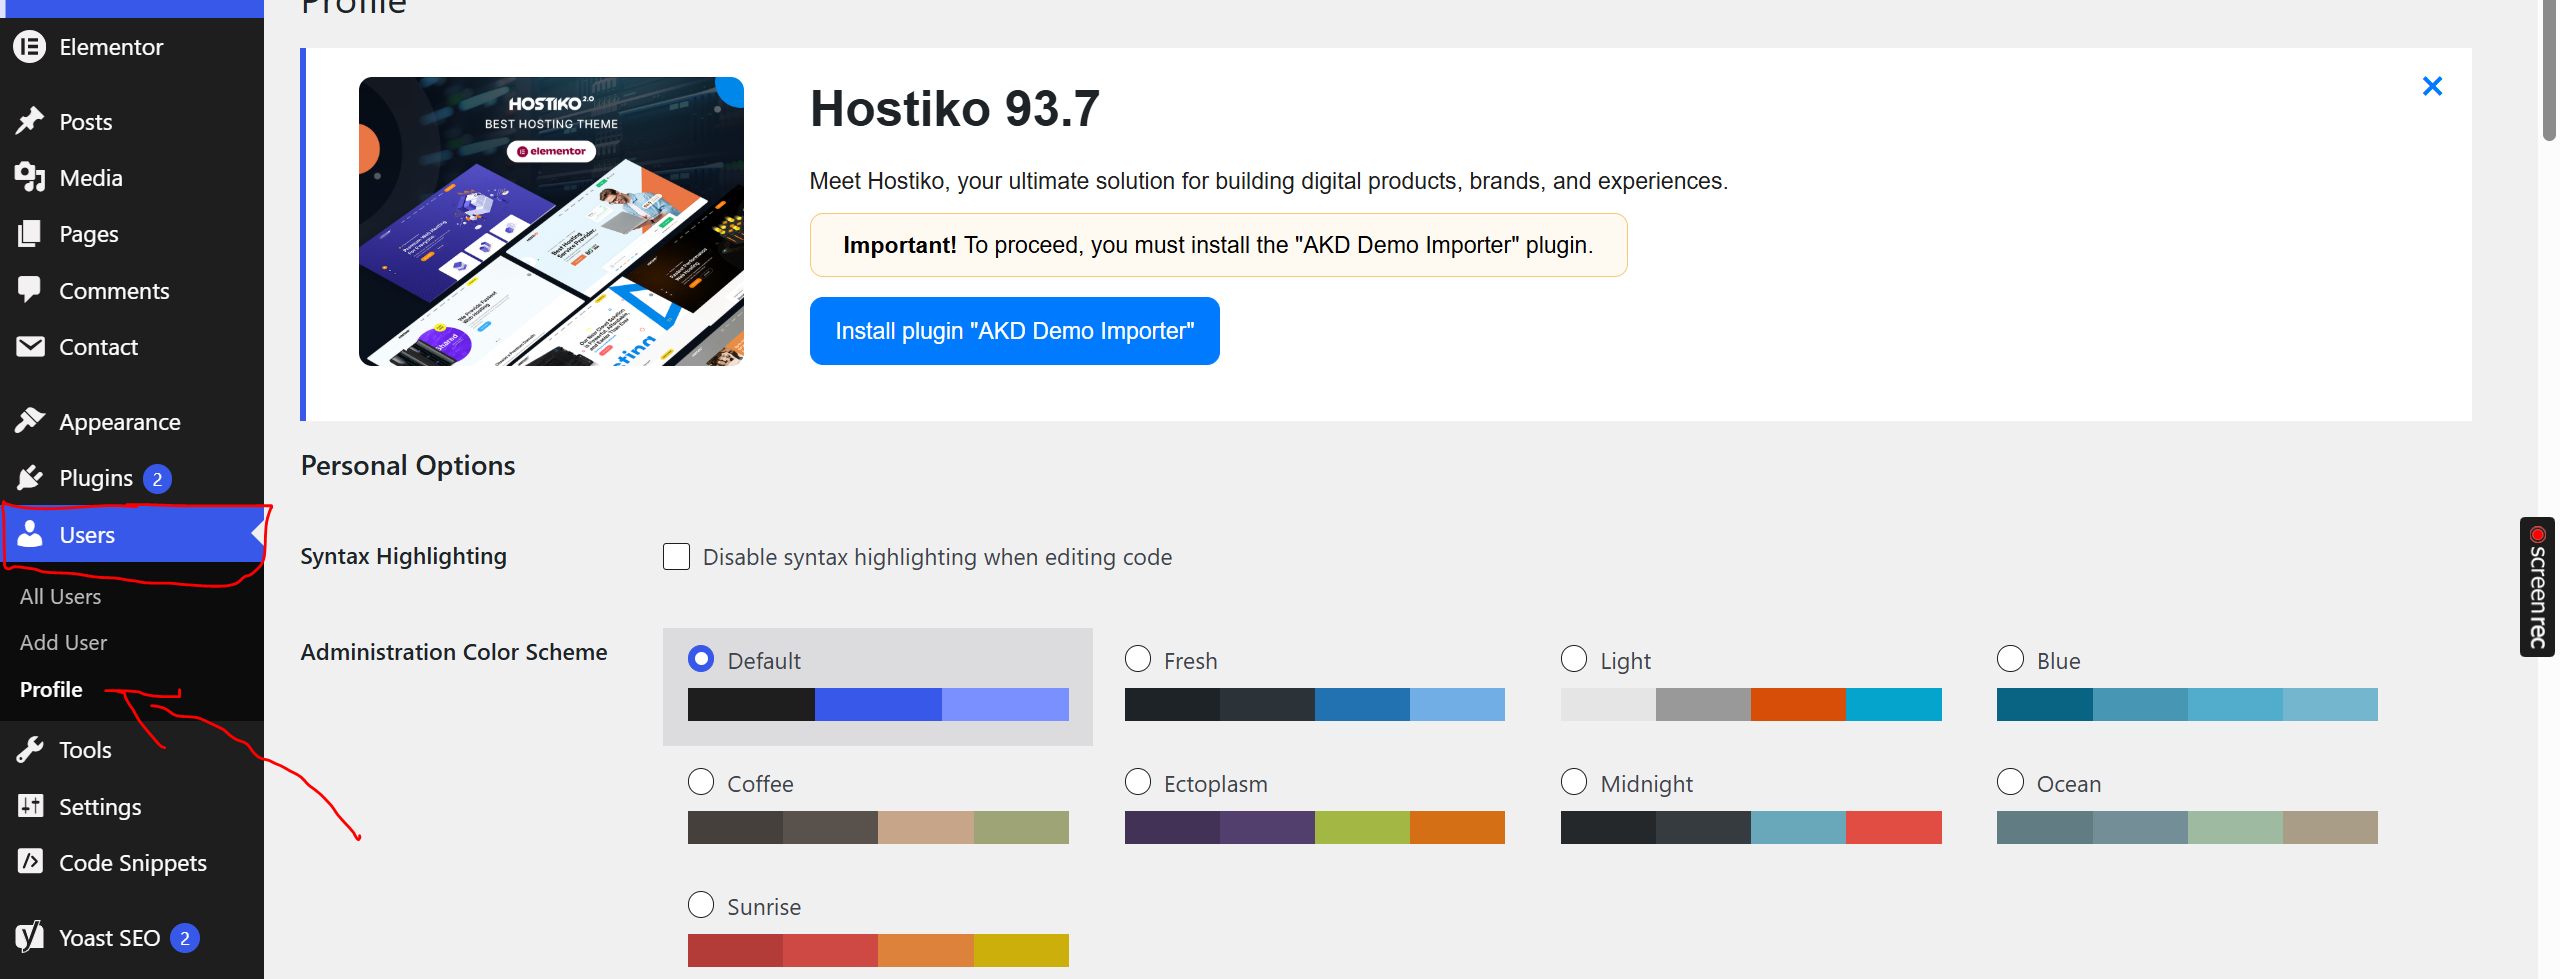 Profile
Elementor
Posts
Media
Pages
Comments
Contact
Appearance
Plugins 2
Users
All Users
Add User
Profile
Tools
Settings
Code Snippets
Yoast SEO 2
HOSTIKO 2.0
BEST HOSTING THEME
elementor
Hostiko 93.7
Meet Hostiko, your ultimate solution for building digital products, brands, and experiences.
Important! To proceed, you must install the "AKD Demo Importer" plugin.
Install plugin "AKD Demo Importer"
Personal Options
Syntax Highlighting
Disable syntax highlighting when editing code
Administration Color Scheme
Default
Fresh
Light
Blue
Coffee
Ectoplasm
Midnight
Ocean
Sunrise
screenrec